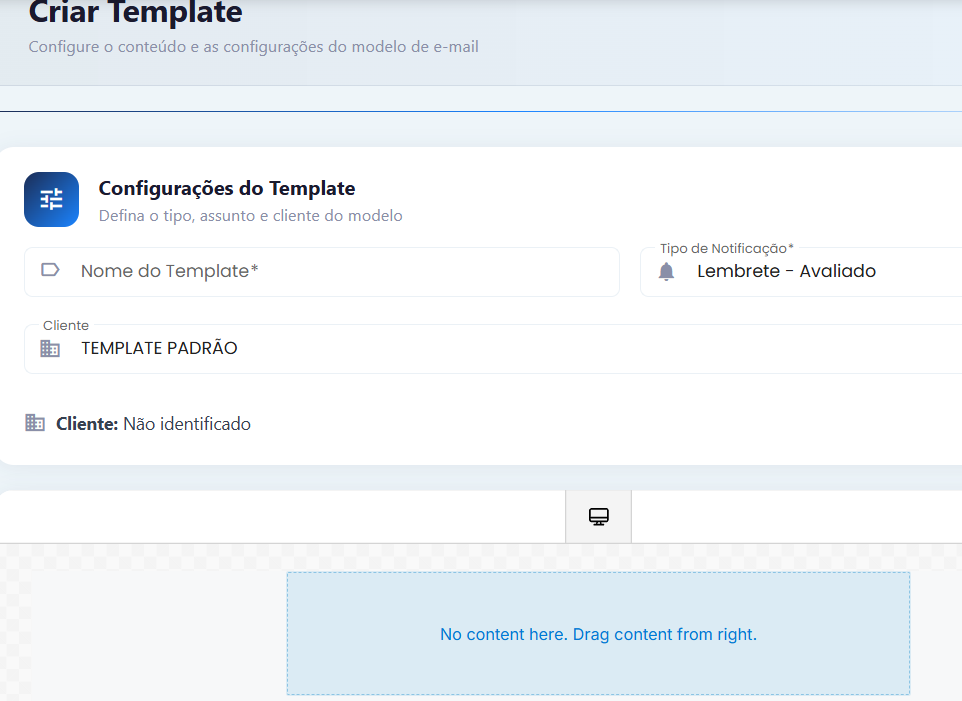 Criar Template
Configure o conteúdo e as configurações do modelo de e-mail
Configurações do Template
Defina o tipo, assunto e cliente do modelo
Nome do Template*
Tipo de Notificação*
Lembrete - Avaliado
Cliente
TEMPLATE PADRÃO
Cliente: Não identificado
No content here. Drag content from right.